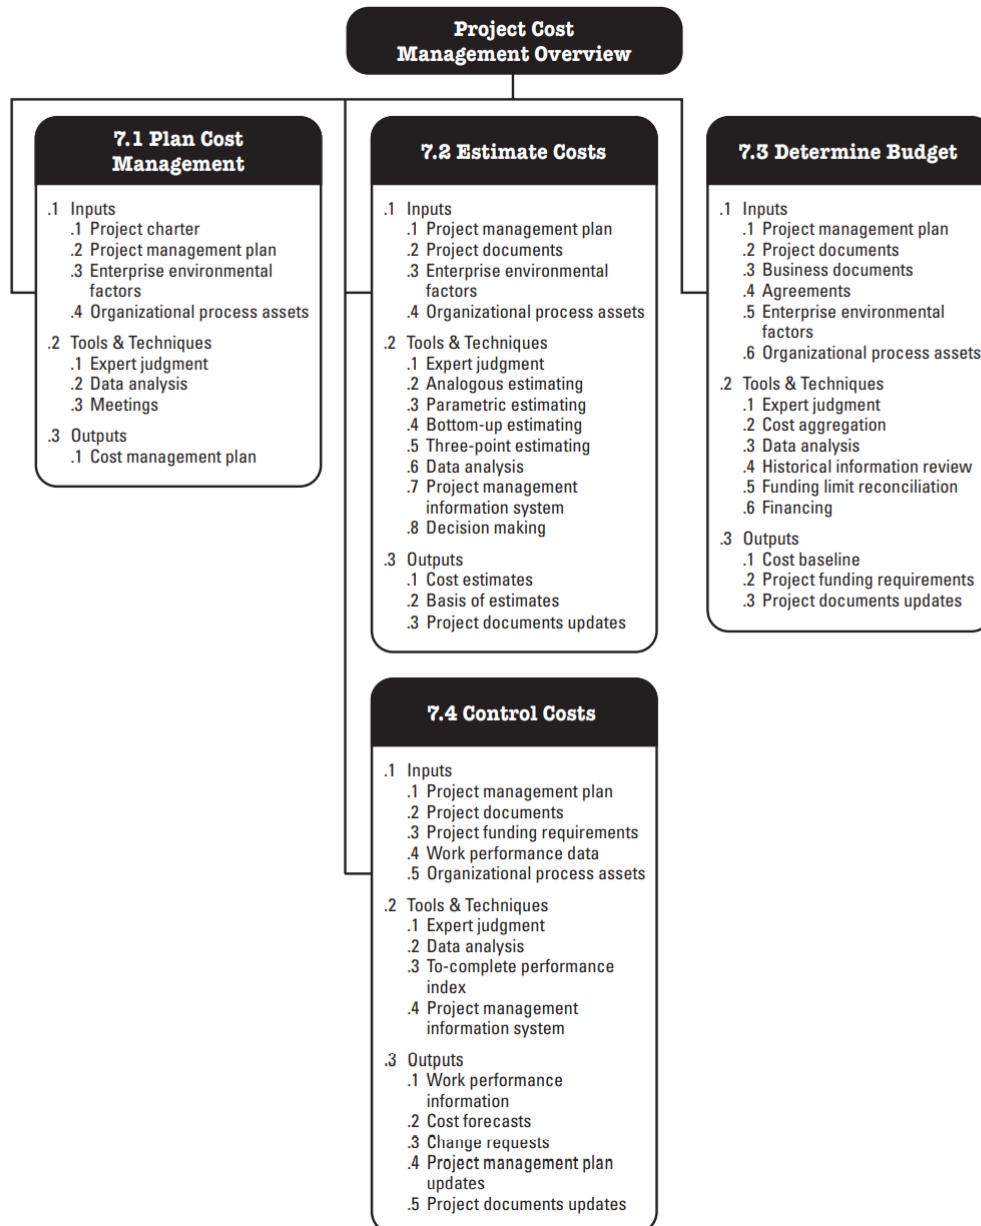 Project Cost
Management Overview
7.1 Plan Cost
Management
.1 Inputs
.1 Project charter
.2 Project management plan
.3 Enterprise environmental
factors
.4 Organizational process assets
.2 Tools & Techniques
.1 Expert judgment
.2 Data analysis
.3 Meetings
.3 Outputs
.1 Cost management plan
7.2 Estimate Costs
.1 Inputs
.1 Project management plan
.2 Project documents
.3 Enterprise environmental
factors
.4 Organizational process assets
.2 Tools & Techniques
.1 Expert judgment
.2 Analogous estimating
.3 Parametric estimating
.4 Bottom-up estimating
.5 Three-point estimating
.6 Data analysis
.7 Project management
information system
.8 Decision making
.3 Outputs
.1 Cost estimates
.2 Basis of estimates
.3 Project documents updates
7.3 Determine Budget
.1 Inputs
.1 Project management plan
.2 Project documents
.3 Business documents
.4 Agreements
.5 Enterprise environmental
factors
.6 Organizational process assets
.2 Tools & Techniques
.1 Expert judgment
.2 Cost aggregation
.3 Data analysis
.4 Historical information review
.5 Funding limit reconciliation
.6 Financing
.3 Outputs
.1 Cost baseline
.2 Project funding requirements
.3 Project documents updates
7.4 Control Costs
.1 Inputs
.1 Project management plan
.2 Project documents
.3 Project funding requirements
.4 Work performance data
.5 Organizational process assets
.2 Tools & Techniques
.1 Expert judgment
.2 Data analysis
.3 To-complete performance
index
.4 Project management
information system
.3 Outputs
.1 Work performance
information
.2 Cost forecasts
.3 Change requests
.4 Project management plan
updates
.5 Project documents updates